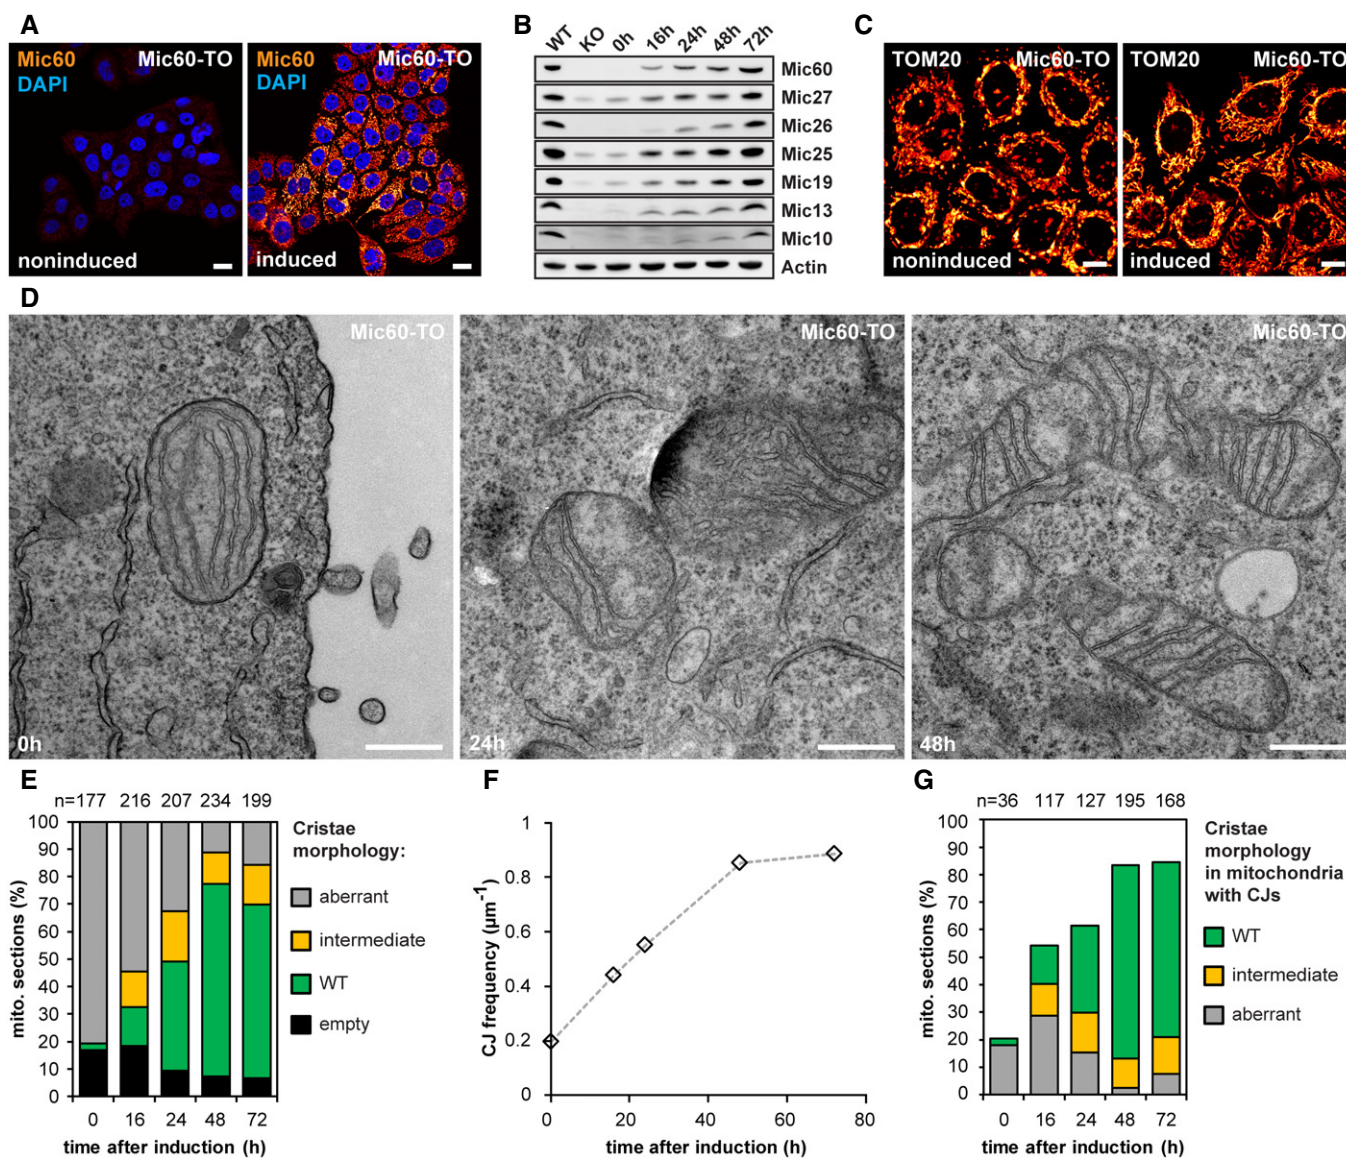 A
Mic60
DAPI
Mic60-TO
noninduced
Mic60
DAPI
Mic60-TO
induced
B
WT KO 0h 16h 24h 48h 72h
Mic60
Mic27
Mic26
Mic25
Mic19
Mic13
Mic10
Actin
C
TOM20 Mic60-TO
noninduced
TOM20 Mic60-TO
induced
D
Mic60-TO
0h
Mic60-TO
24h
Mic60-TO
48h
E
n=177 216 207 234 199
100
90
80
70
60
50
40
30
20
10
0
mito. sections (%)
0 16 24 48 72
time after induction (h)
Cristae
morphology:
aberrant
intermediate
WT
empty
F
1
0.8
0.6
0.4
0.2
0
CJ frequency (µm⁻¹)
0 20 40 60 80
time after induction (h)
G
n=36 117 127 195 168
100
90
80
70
60
50
40
30
20
10
0
mito. sections (%)
0 16 24 48 72
time after induction (h)
Cristae
morphology
in mitochondria
with CJs
WT
intermediate
aberrant